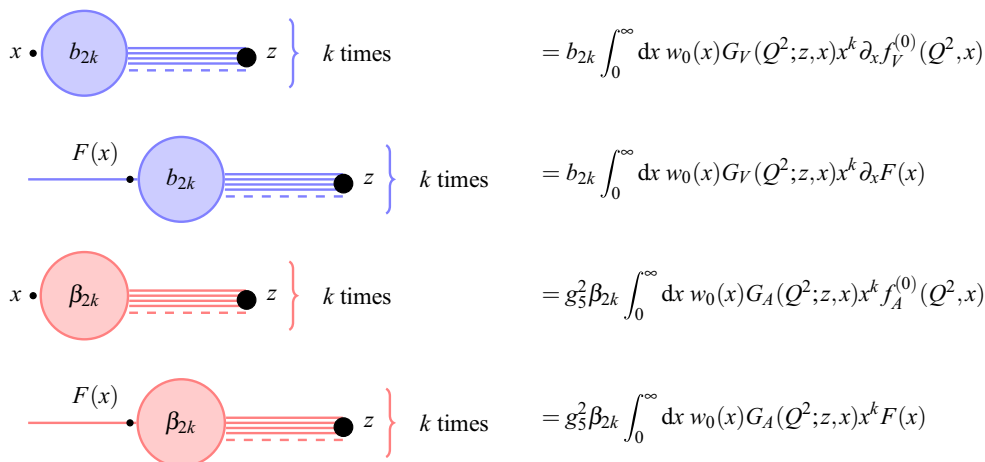 x b_{2k} z } k times = b_{2k} ∫_0^∞ dx w_0(x)G_V(Q^2;z,x)x^k ∂_x f_V^{(0)}(Q^2,x)
F(x) b_{2k} z } k times = b_{2k} ∫_0^∞ dx w_0(x)G_V(Q^2;z,x)x^k ∂_x F(x)
x β_{2k} z } k times = g_5^2 β_{2k} ∫_0^∞ dx w_0(x)G_A(Q^2;z,x)x^k f_A^{(0)}(Q^2,x)
F(x) β_{2k} z } k times = g_5^2 β_{2k} ∫_0^∞ dx w_0(x)G_A(Q^2;z,x)x^k F(x)